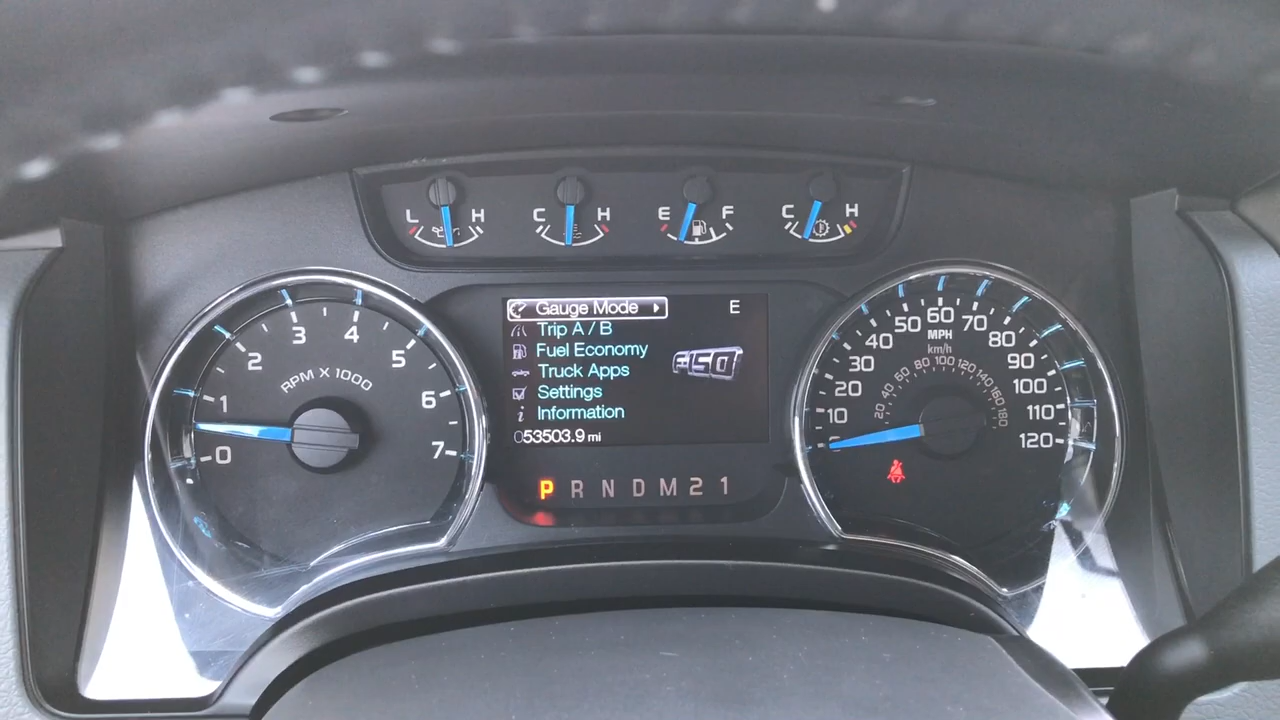 L H C H E F C H
Gauge Mode E
Trip A / B
Fuel Economy
Truck Apps
Settings
Information
053503.9 mi
F150
P R N D M 2 1
0 1 2 3 4 5 6 7
RPM X 1000
0 10 20 30 40 50 60 70 80 90 100 110 120
MPH
km/h
20 40 60 80 100 120 140 160 180